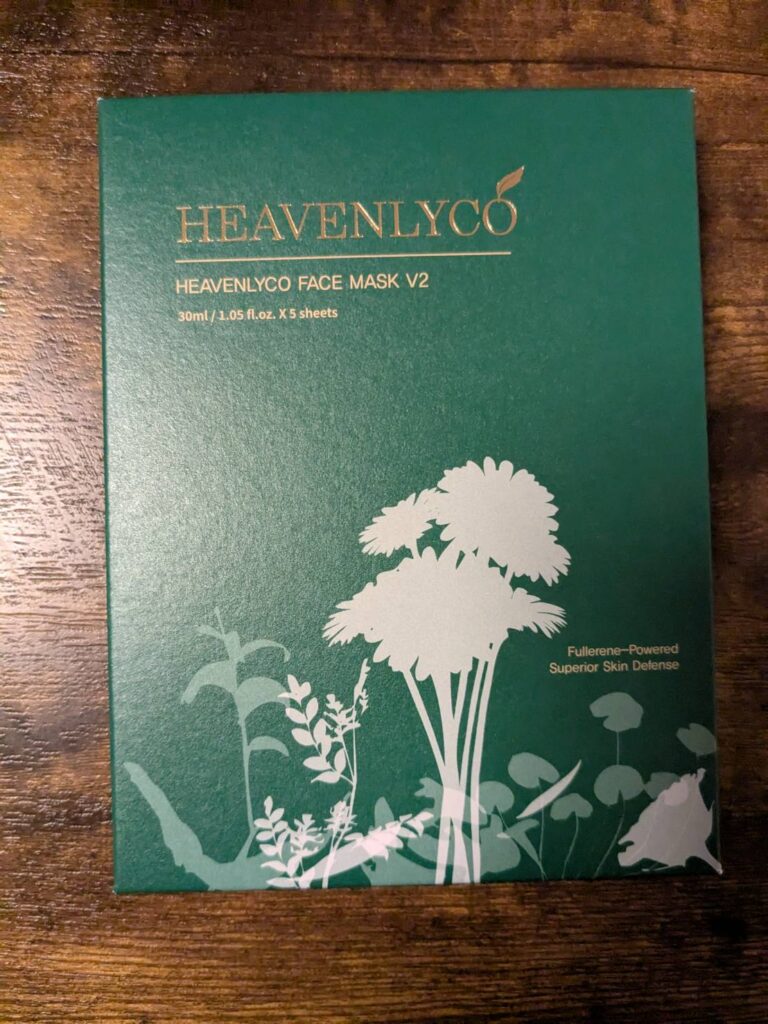 HEAVENLYCO
HEAVENLYCO FACE MASK V2
30ml / 1.05 fl.oz. X 5 sheets
Fullerene-Powered
Superior Skin Defense